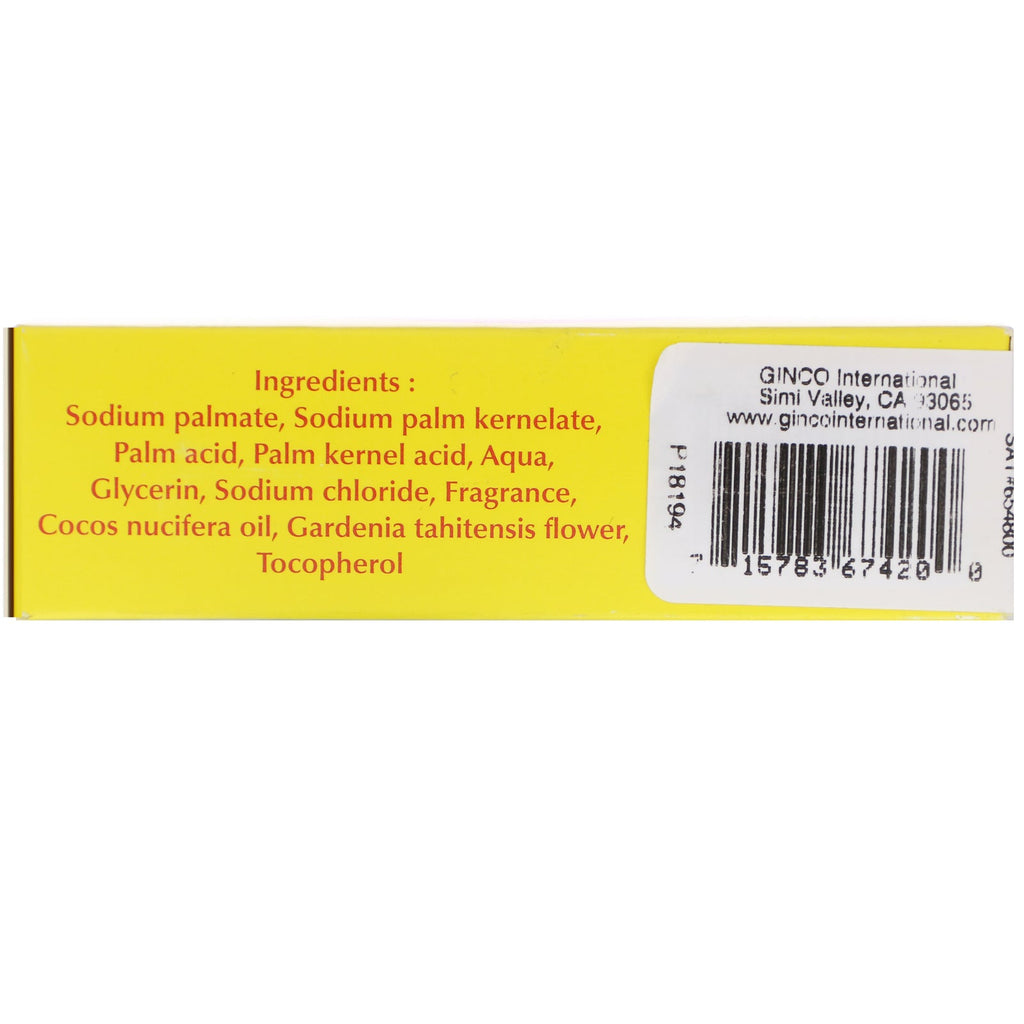 Ingredients :
Sodium palmate, Sodium palm kernelate,
Palm acid, Palm kernel acid, Aqua,
Glycerin, Sodium chloride, Fragrance,
Cocos nucifera oil, Gardenia tahitensis flower,
Tocopherol
GINCO International
Simi Valley, CA 93065
www.gincointernational.com
P18194
15783 67420 0